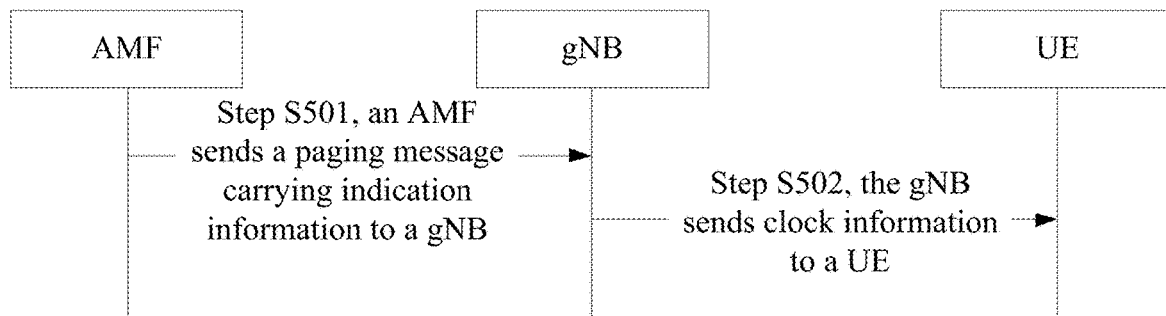 AMF
gNB
UE
Step S501, an AMF
sends a paging message
carrying indication
information to a gNB
Step S502, the gNB
sends clock information
to a UE